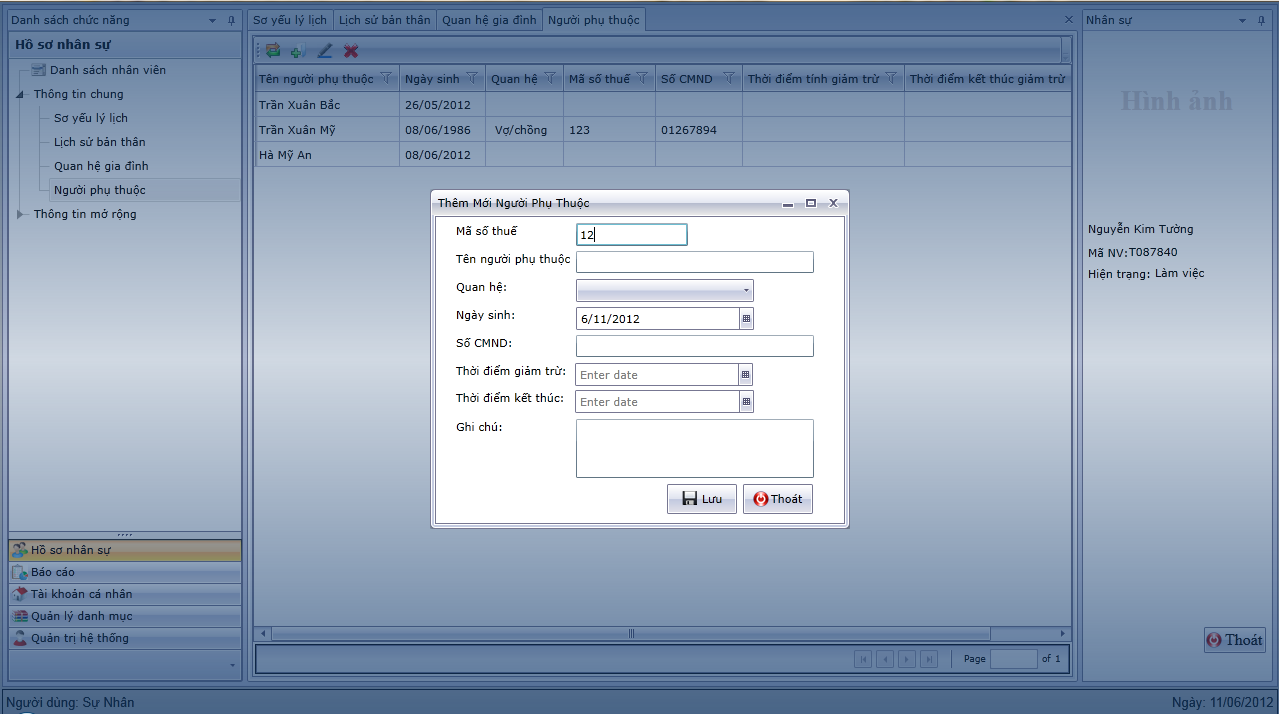 Danh sách chức năng
Hồ sơ nhân sự
Danh sách nhân viên
Thông tin chung
Sơ yếu lý lịch
Lịch sử bản thân
Quan hệ gia đình
Người phụ thuộc
Thông tin mở rộng
Hồ sơ nhân sự
Báo cáo
Tài khoản cá nhân
Quản lý danh mục
Quản trị hệ thống
Sơ yếu lý lịch Lịch sử bản thân Quan hệ gia đình Người phụ thuộc
Tên người phụ thuộc Ngày sinh Quan hệ Mã số thuế Số CMND Thời điểm tính giảm trừ Thời điểm kết thúc giảm trừ
Trần Xuân Bắc 26/05/2012
Trần Xuân Mỹ 08/06/1986 Vợ/chồng 123 01267894
Hà Mỹ An 08/06/2012
Thêm Mới Người Phụ Thuộc
Mã số thuế 12
Tên người phụ thuộc
Quan hệ:
Ngày sinh: 6/11/2012
Số CMND:
Thời điểm giảm trừ: Enter date
Thời điểm kết thúc: Enter date
Ghi chú:
Lưu Thoát
Page of 1
Nhân sự
Hình ảnh
Nguyễn Kim Tường
Mã NV:T087840
Hiện trạng: Làm việc
Thoát
Người dùng: Sự Nhân Ngày: 11/06/2012